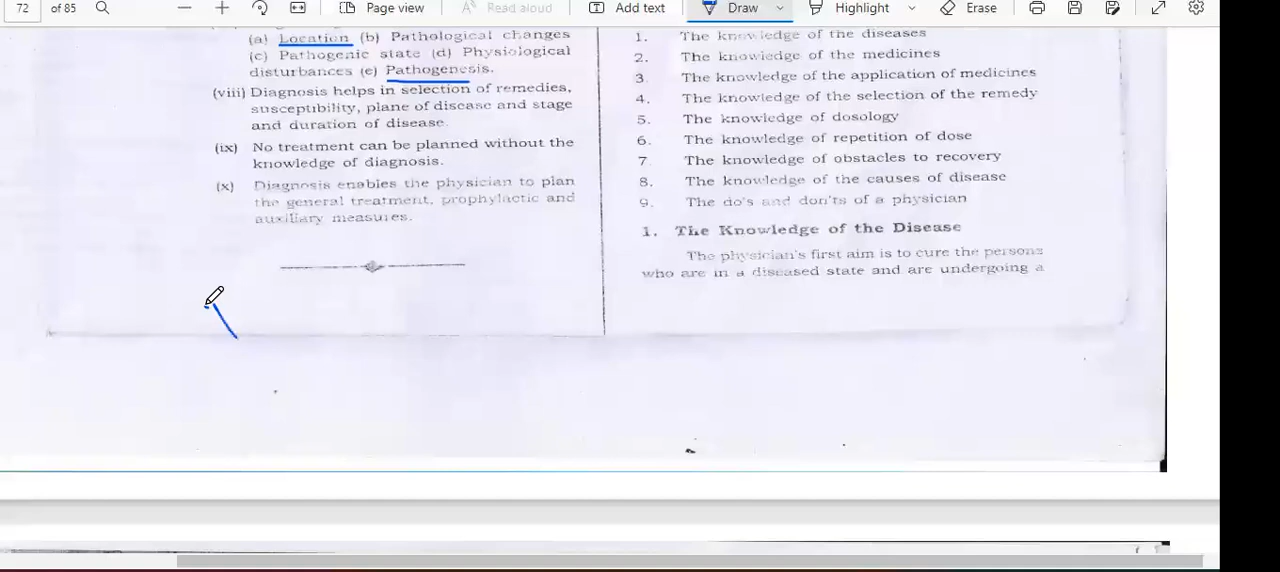 72 of 85 Page view Read aloud Add text Draw Highlight Erase
(a) Location (b) Pathological changes
(c) Pathogenic state (d) Physiological
disturbances (e) Pathogenesis.
(viii) Diagnosis helps in selection of remedies,
susceptibility, plane of disease and stage
and duration of disease.
(ix) No treatment can be planned without the
knowledge of diagnosis.
(x) Diagnosis enables the physician to plan
the general treatment, prophylactic and
auxiliary measures.
1. The knowledge of the diseases
2. The knowledge of the medicines
3. The knowledge of the application of medicines
4. The knowledge of the selection of the remedy
5. The knowledge of dosology
6. The knowledge of repetition of dose
7. The knowledge of obstacles to recovery
8. The knowledge of the causes of disease
9. The do's and don'ts of a physician
1. The Knowledge of the Disease
The physician's first aim is to cure the persons
who are in a diseased state and are undergoing a